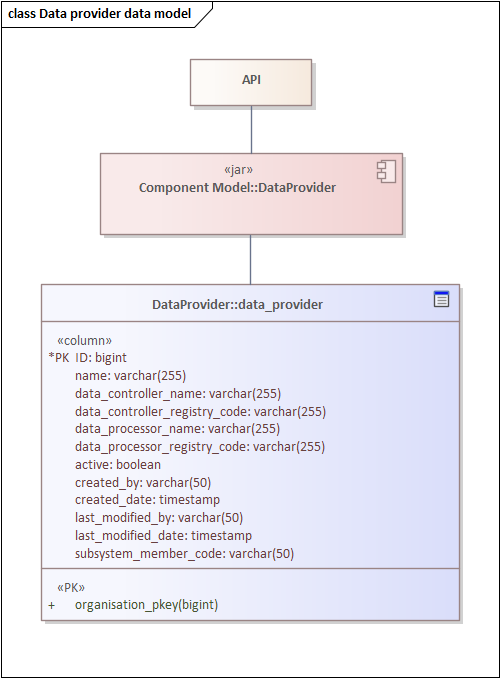 class Data provider data model
API
«jar»
Component Model::DataProvider
DataProvider::data_provider
«column»
*PK ID: bigint
name: varchar(255)
data_controller_name: varchar(255)
data_controller_registry_code: varchar(255)
data_processor_name: varchar(255)
data_processor_registry_code: varchar(255)
active: boolean
created_by: varchar(50)
created_date: timestamp
last_modified_by: varchar(50)
last_modified_date: timestamp
subsystem_member_code: varchar(50)
«PK»
+ organisation_pkey(bigint)